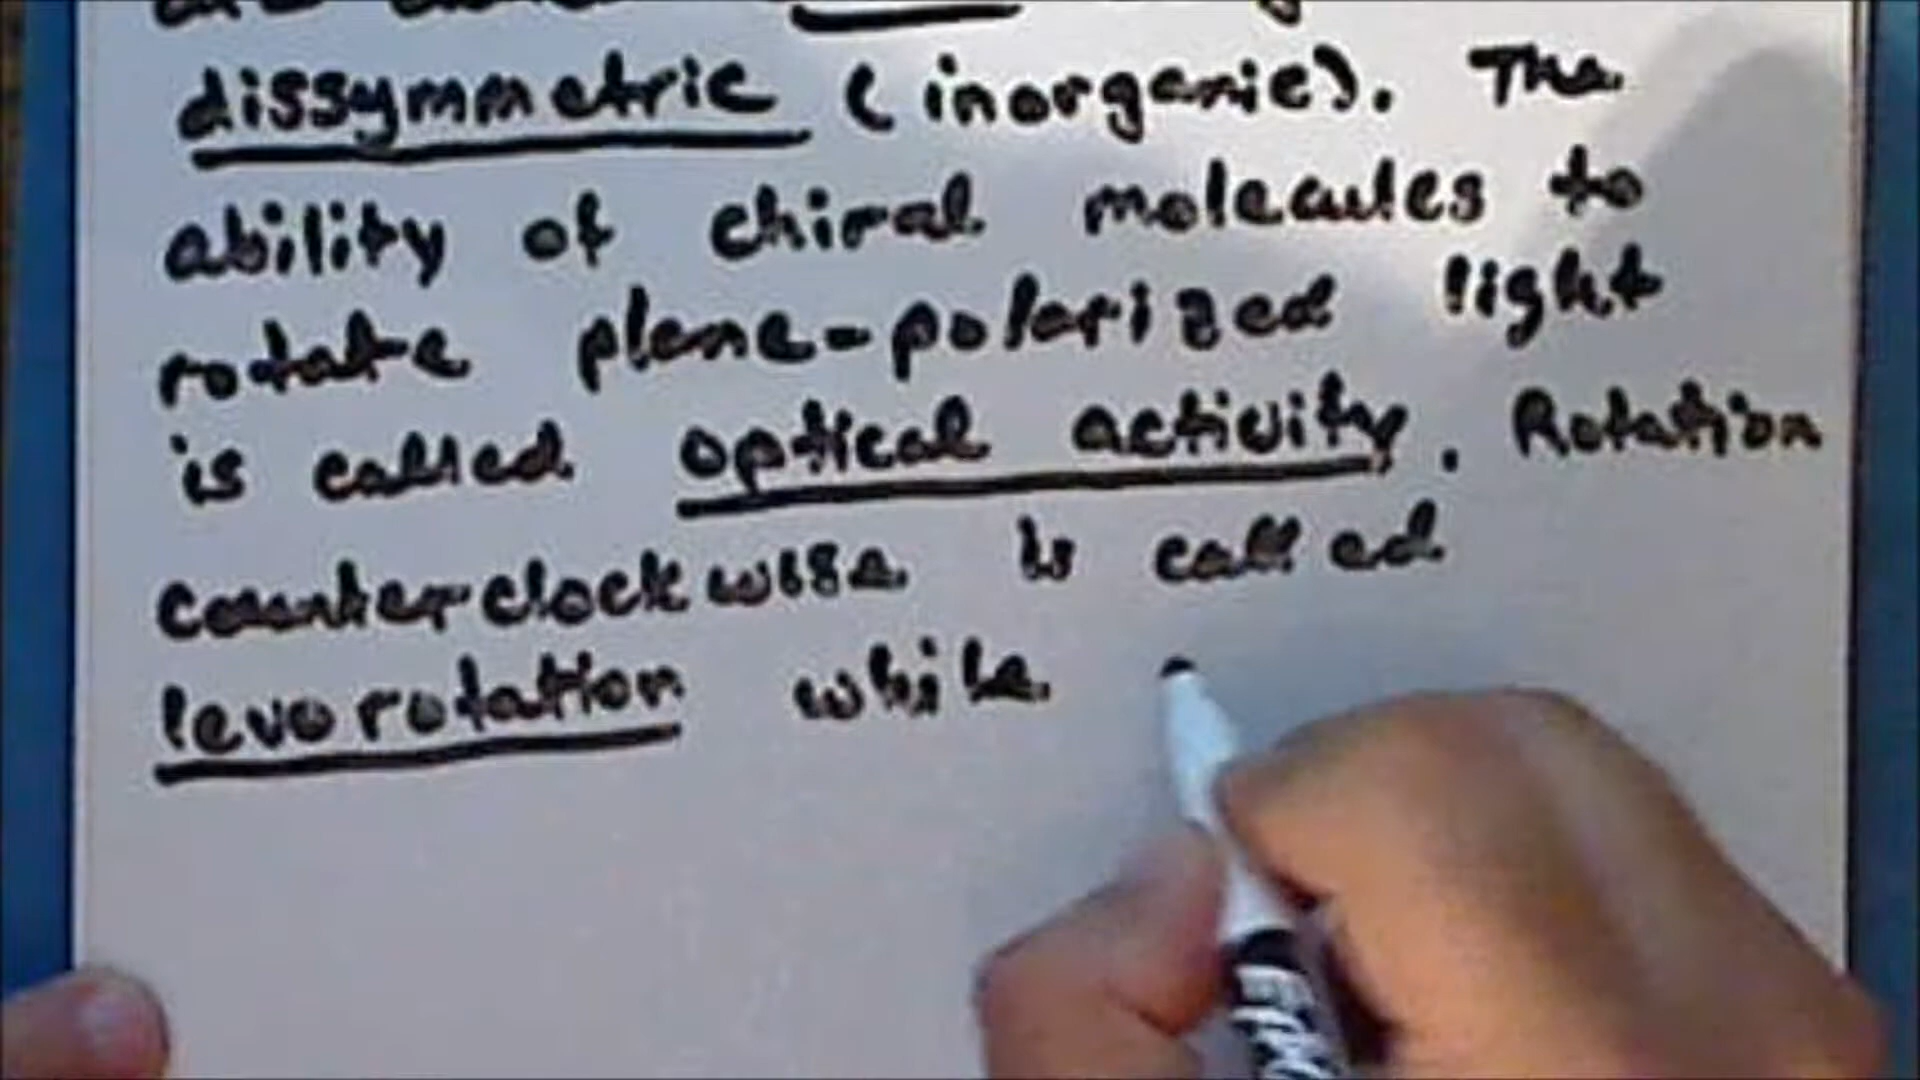 dissymmetric (inorganic). The
ability of chiral molecules to
rotate plane-polarized light
is called optical activity. Rotation
counterclockwise is called
levorotation while